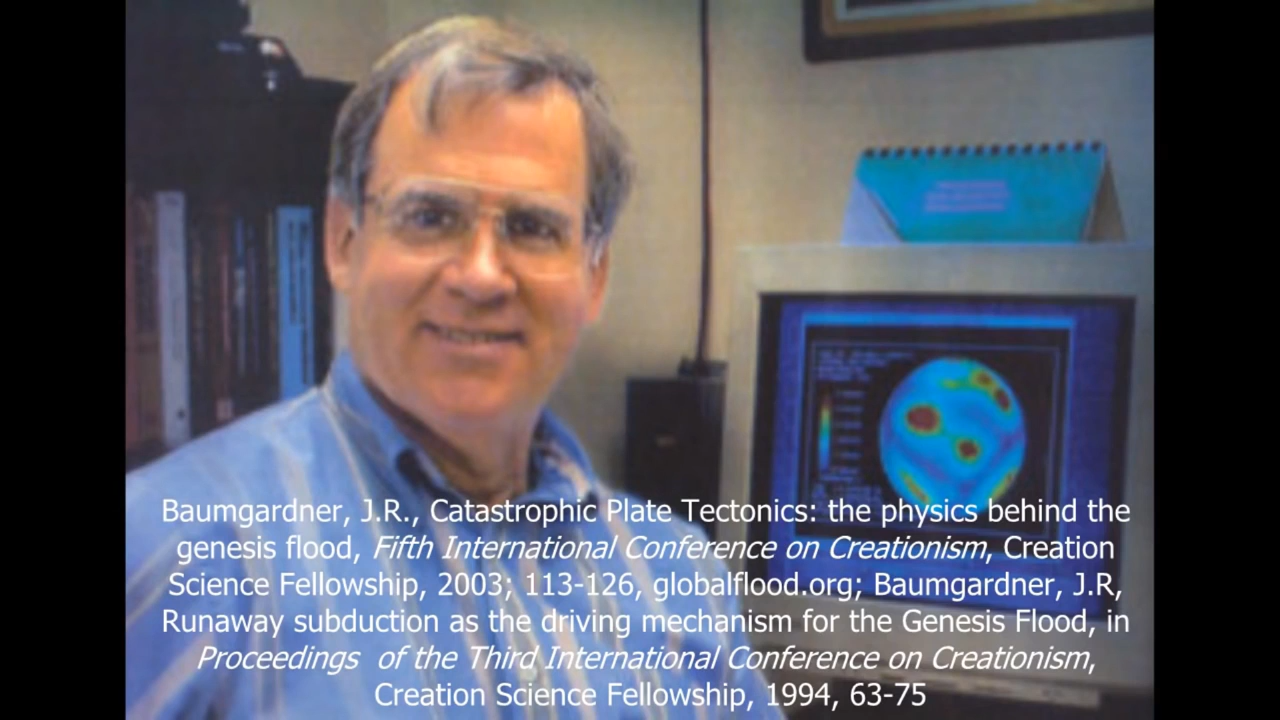 Baumgardner, J.R., Catastrophic Plate Tectonics: the physics behind the
genesis flood, Fifth International Conference on Creationism, Creation
Science Fellowship, 2003; 113-126, globalflood.org; Baumgardner, J.R,
Runaway subduction as the driving mechanism for the Genesis Flood, in
Proceedings of the Third International Conference on Creationism,
Creation Science Fellowship, 1994, 63-75